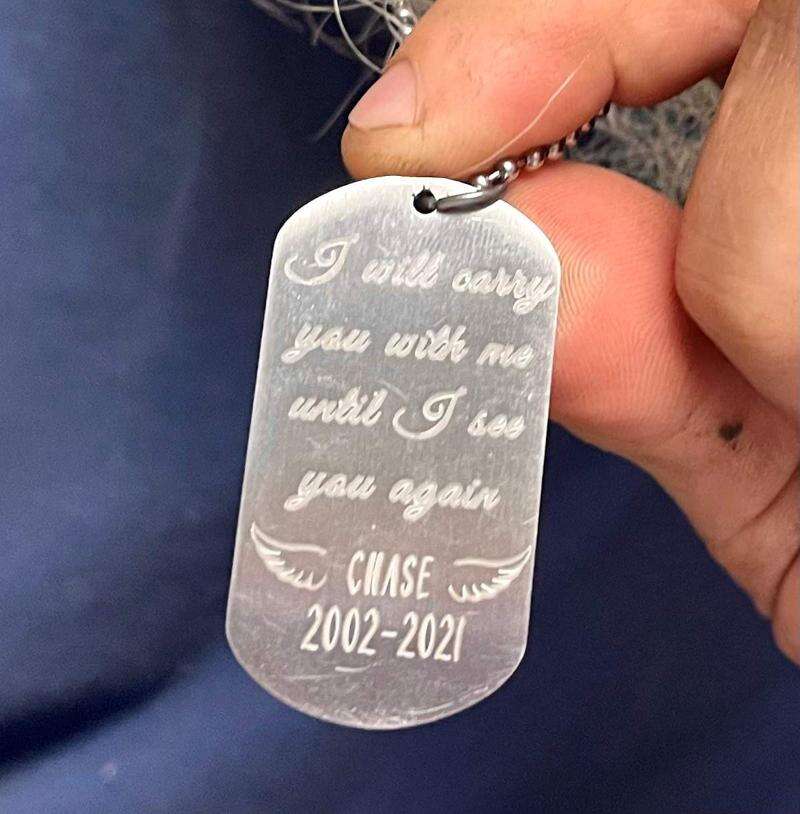 I will carry
you with me
until I see
you again
CHASE
2002-2021